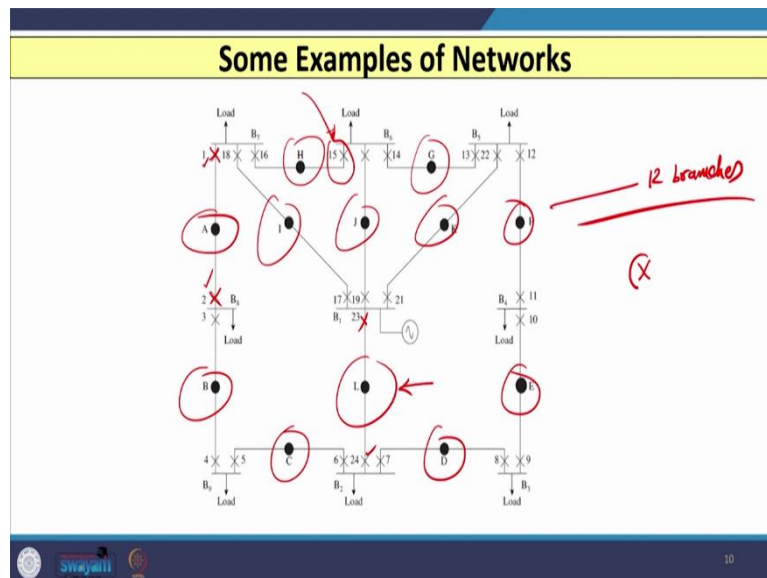 Some Examples of Networks
Load Load Load
B7 B6 B5
1 18 16 H 15 14 G 13 22 12
12 branches
A I J K F
(X
2 B8 17 19 21 B4 11
3 B1 23 10
Load Load
B L E
C D
4 5 6 24 7 8 9
B9 B2 B3
Load Load Load
swayam 10